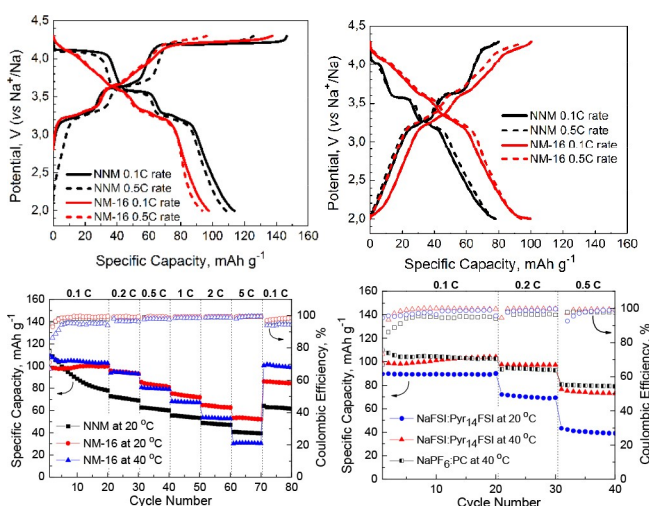 4.5
4.0
3.5
3.0
2.5
2.0
Potential, V (vs Na⁺/Na)
NNM 0.1C rate
NNM 0.5C rate
NM-16 0.1C rate
NM-16 0.5C rate
0 20 40 60 80 100 120 140 160
Specific Capacity, mAh g⁻¹
4.5
4.0
3.5
3.0
2.5
2.0
Potential, V (vs Na⁺/Na)
NNM 0.1C rate
NNM 0.5C rate
NM-16 0.1C rate
NM-16 0.5C rate
0 20 40 60 80 100 120 140 160
Specific Capacity, mAh g⁻¹
0.1 C 0.2 C 0.5 C 1 C 2 C 5 C 0.1 C
160
140
120
100
80
60
40
20
0
Specific Capacity, mAh g⁻¹
100
80
60
40
20
0
Coulombic Efficiency, %
NNM at 20 °C
NM-16 at 20 °C
NM-16 at 40 °C
10 20 30 40 50 60 70 80
Cycle Number
0.1 C 0.2 C 0.5 C
160
140
120
100
80
60
40
20
0
Specific Capacity, mAh g⁻¹
100
80
60
40
20
0
Coulombic Efficiency, %
NaFSI:Pyr₁₄FSI at 20 °C
NaFSI:Pyr₁₄FSI at 40 °C
NaPF₆:PC at 40 °C
10 20 30 40
Cycle Number